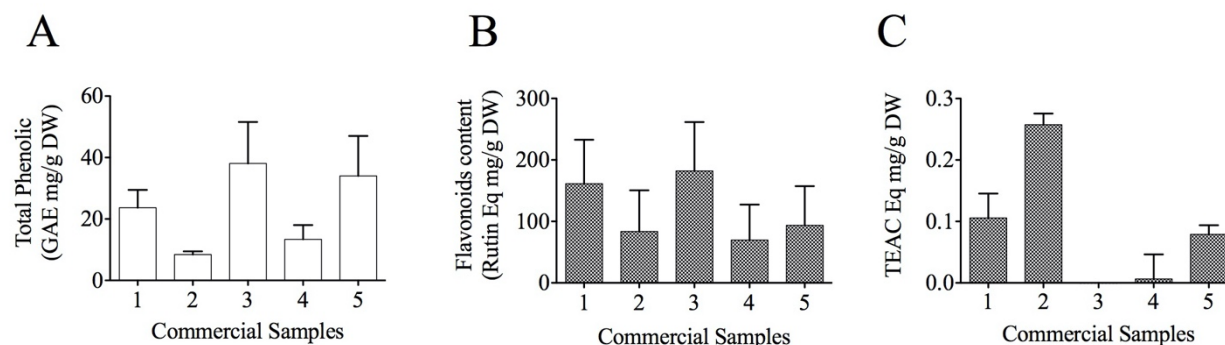 A
B
C
Total Phenolic
(GAE mg/g DW)
60
40
20
0
1 2 3 4 5
Commercial Samples
Flavonoids content
(Rutin Eq mg/g DW)
300
200
100
0
1 2 3 4 5
Commercial Samples
TEAC Eq mg/g DW
0.3
0.2
0.1
0.0
1 2 3 4 5
Commercial Samples